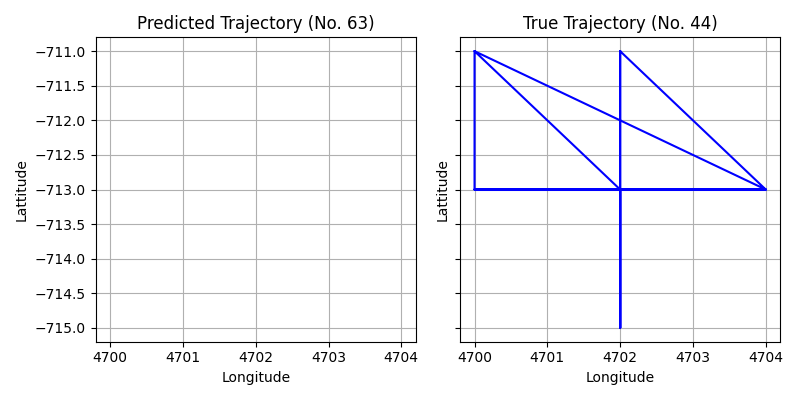 Predicted Trajectory (No. 63)
True Trajectory (No. 44)
Lattitude
−711.0
−711.5
−712.0
−712.5
−713.0
−713.5
−714.0
−714.5
−715.0
4700 4701 4702 4703 4704
Longitude
Lattitude
4700 4701 4702 4703 4704
Longitude